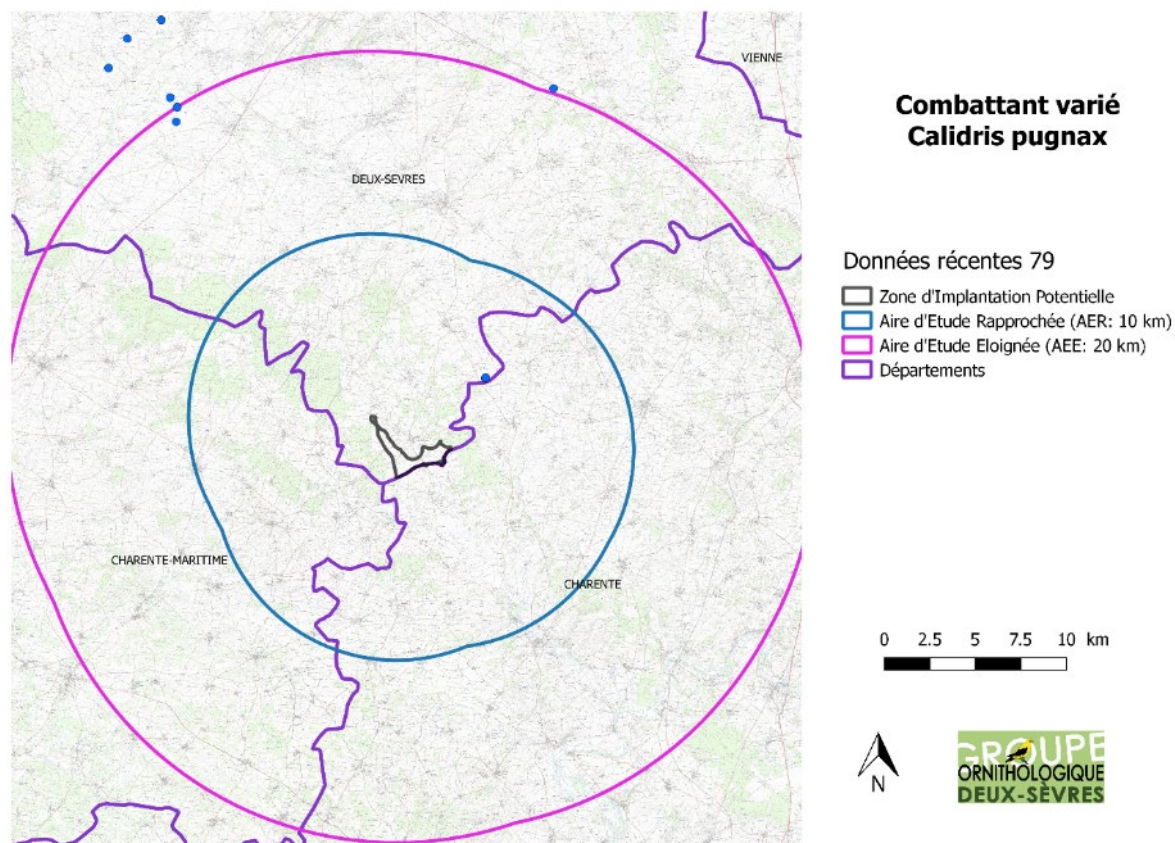 VIENNE
DEUX-SEVRES
CHARENTE-MARITIME
CHARENTE
Combattant varié
Calidris pugnax
Données récentes 79
Zone d'Implantation Potentielle
Aire d'Etude Rapprochée (AER: 10 km)
Aire d'Etude Eloignée (AEE: 20 km)
Départements
0 2.5 5 7.5 10 km
N
GROUPE
ORNITHOLOGIQUE
DEUX-SÈVRES